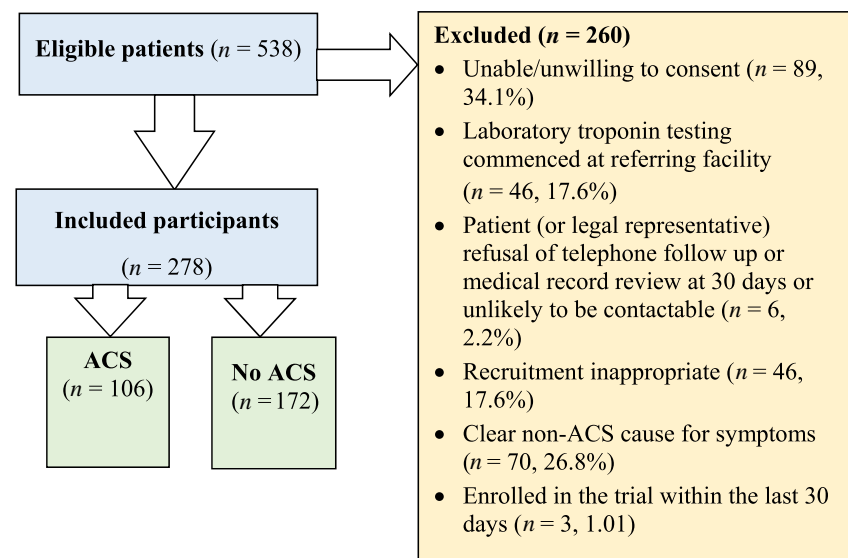 Eligible patients (n = 538)
Included participants
(n = 278)
ACS
(n = 106)
No ACS
(n = 172)
Excluded (n = 260)
• Unable/unwilling to consent (n = 89,
34.1%)
• Laboratory troponin testing
commenced at referring facility
(n = 46, 17.6%)
• Patient (or legal representative)
refusal of telephone follow up or
medical record review at 30 days or
unlikely to be contactable (n = 6,
2.2%)
• Recruitment inappropriate (n = 46,
17.6%)
• Clear non-ACS cause for symptoms
(n = 70, 26.8%)
• Enrolled in the trial within the last 30
days (n = 3, 1.01)